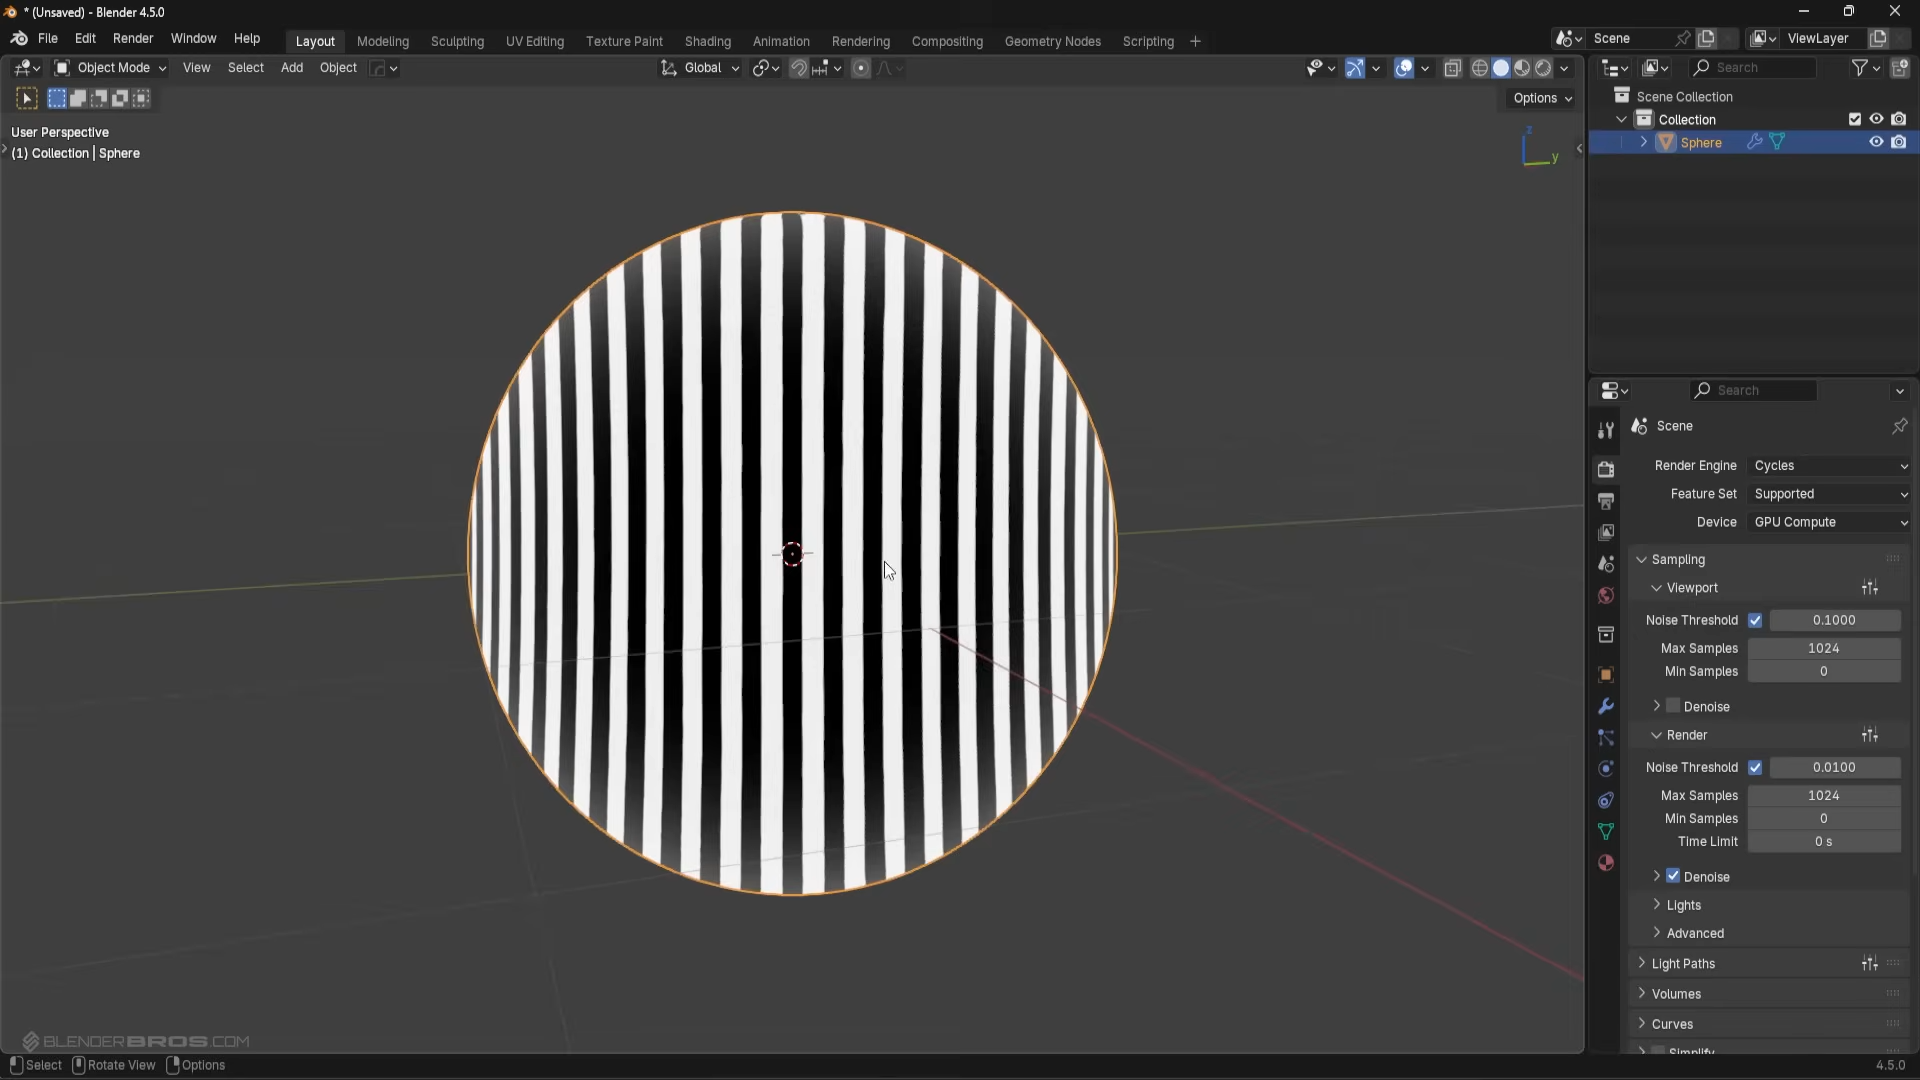 * (Unsaved) - Blender 4.5.0
File Edit Render Window Help Layout Modeling Sculpting UV Editing Texture Paint Shading Animation Rendering Compositing Geometry Nodes Scripting + Scene ViewLayer
Object Mode View Select Add Object Global Search
Options
User Perspective
(1) Collection | Sphere
z
y
Scene Collection
Collection
Sphere
Search
Scene
Render Engine Cycles
Feature Set Supported
Device GPU Compute
Sampling
Viewport
Noise Threshold 0.1000
Max Samples 1024
Min Samples 0
Denoise
Render
Noise Threshold 0.0100
Max Samples 1024
Min Samples 0
Time Limit 0 s
Denoise
Lights
Advanced
Light Paths
Volumes
Curves
Simplify
BLENDERBROS.COM
Select Rotate View Options 4.5.0